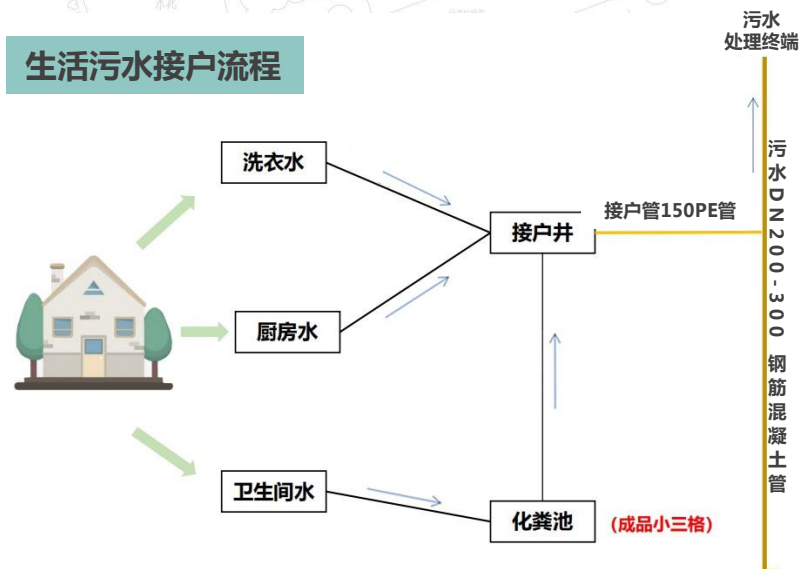 污水
处理终端
生活污水接户流程
洗衣水
接户井
接户管150PE管
厨房水
卫生间水
化粪池
(成品小三格)
污水DN200-300 钢筋混凝土管